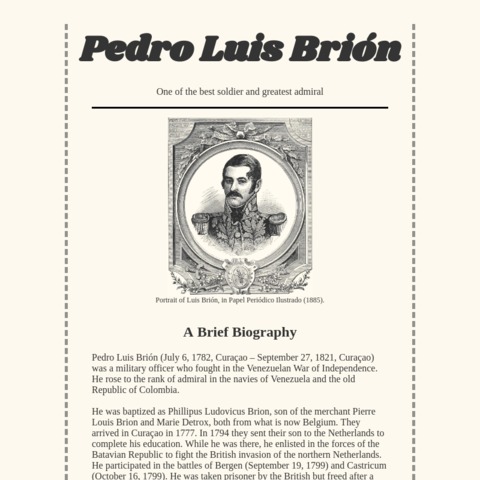 Pedro Luis Brión
One of the best soldier and greatest admiral
Portrait of Luis Brión, in Papel Periódico Ilustrado (1885).
A Brief Biography
Pedro Luis Brión (July 6, 1782, Curaçao – September 27, 1821, Curaçao)
was a military officer who fought in the Venezuelan War of Independence.
He rose to the rank of admiral in the navies of Venezuela and the old
Republic of Colombia.
He was baptized as Phillipus Ludovicus Brion, son of the merchant Pierre
Louis Brion and Marie Detrox, both from what is now Belgium. They
arrived in Curaçao in 1777. In 1794 they sent their son to the Netherlands to
complete his education. While he was there, he enlisted in the forces of the
Batavian Republic to fight the British invasion of the northern Netherlands.
He participated in the battles of Bergen (September 19, 1799) and Castricum
(October 16, 1799). He was taken prisoner by the British but freed after a